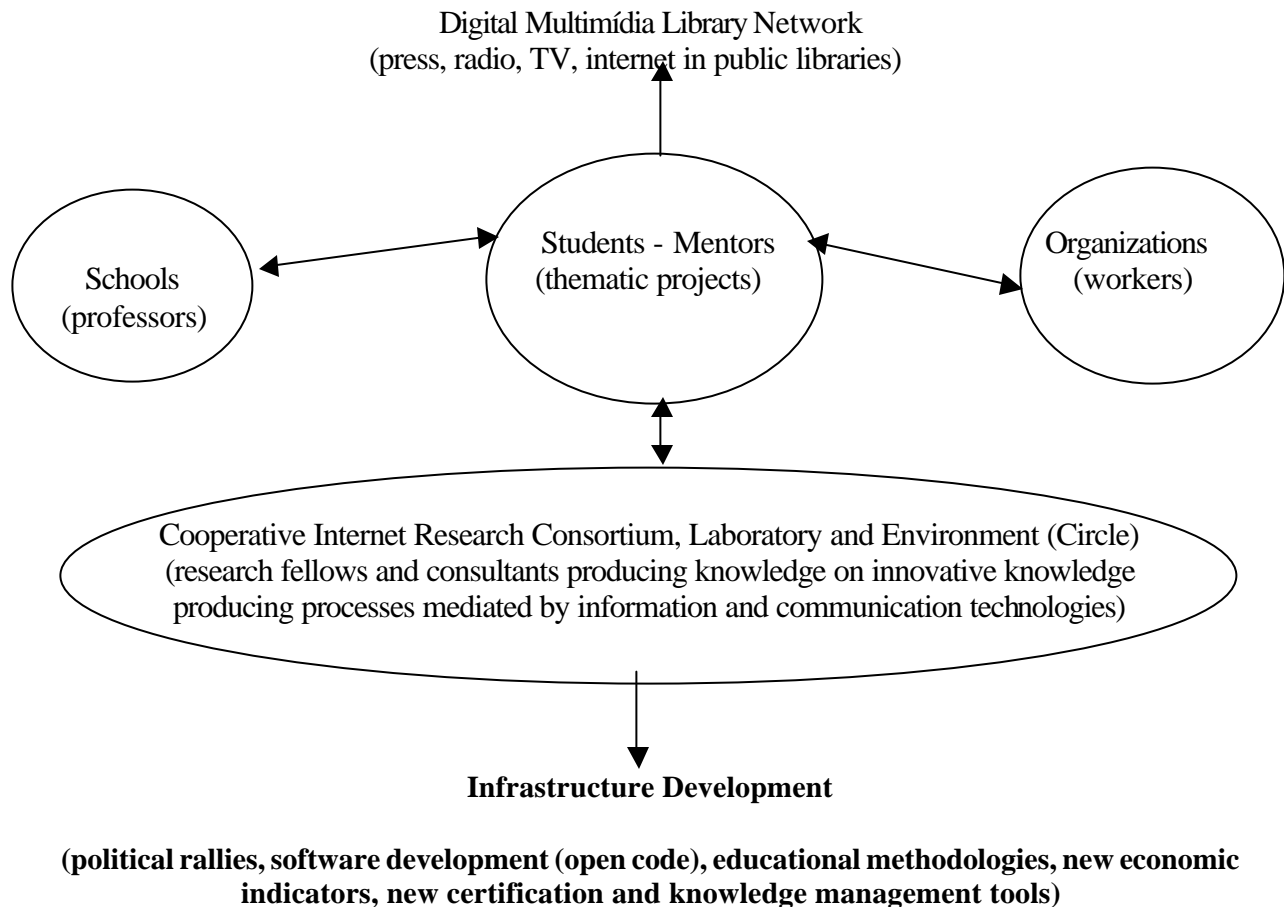 Digital Multimídia Library Network
(press, radio, TV, internet in public libraries)
Students - Mentors
(thematic projects)
Organizations
(workers)
Schools
(professors)
Cooperative Internet Research Consortium, Laboratory and Environment (Circle)
(research fellows and consultants producing knowledge on innovative knowledge
producing processes mediated by information and communication technologies)
Infrastructure Development
(political rallies, software development (open code), educational methodologies, new economic
indicators, new certification and knowledge management tools)